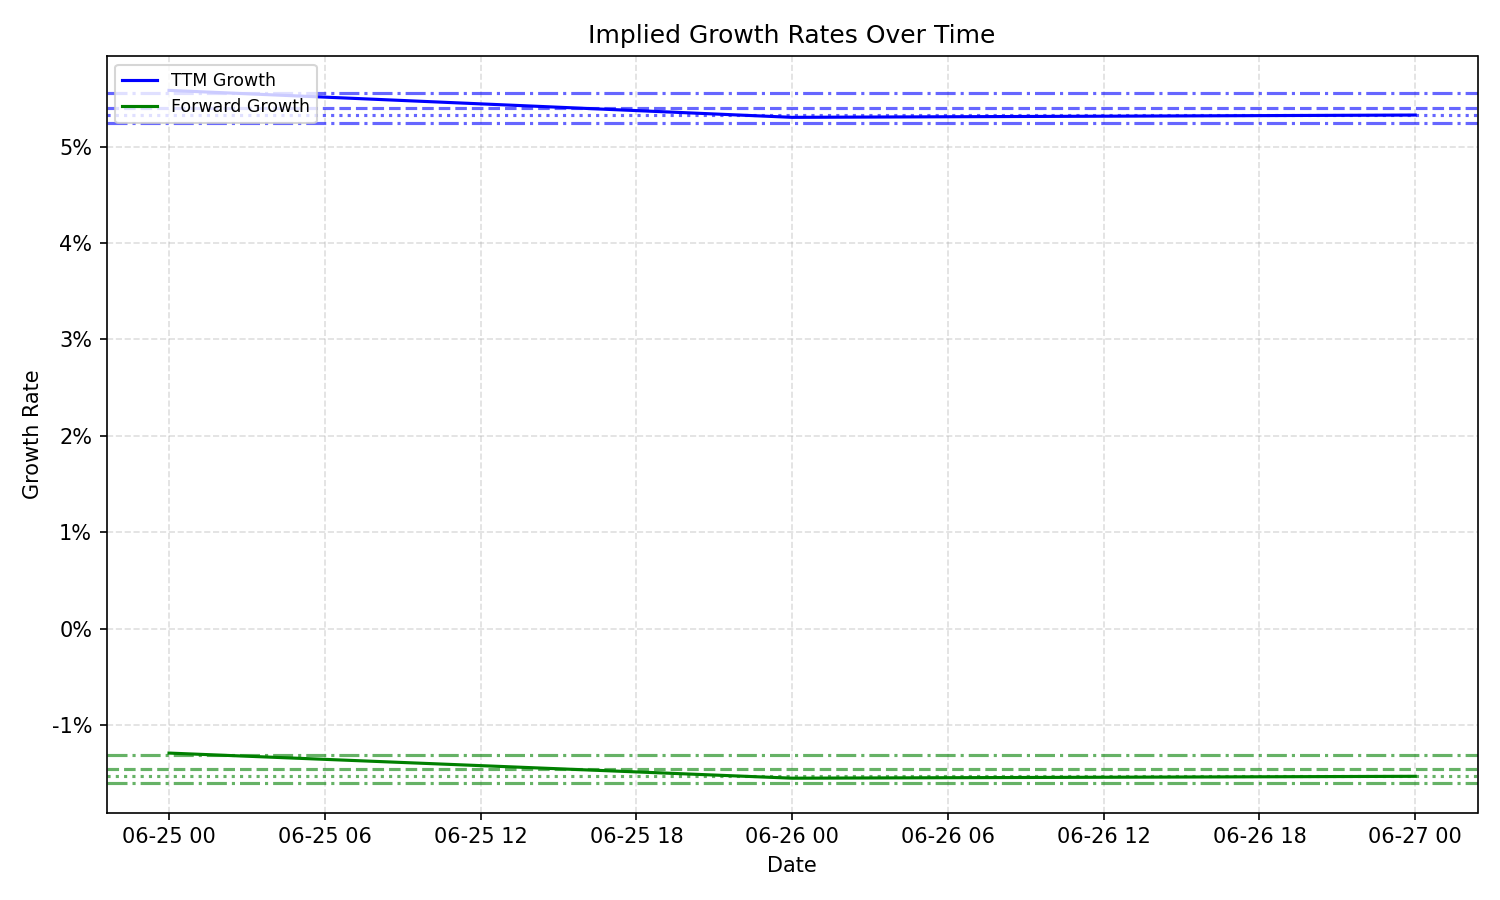 Implied Growth Rates Over Time
TTM Growth
Forward Growth
5%
4%
3%
2%
1%
0%
-1%
Growth Rate
06-25 00 06-25 06 06-25 12 06-25 18 06-26 00 06-26 06 06-26 12 06-26 18 06-27 00
Date